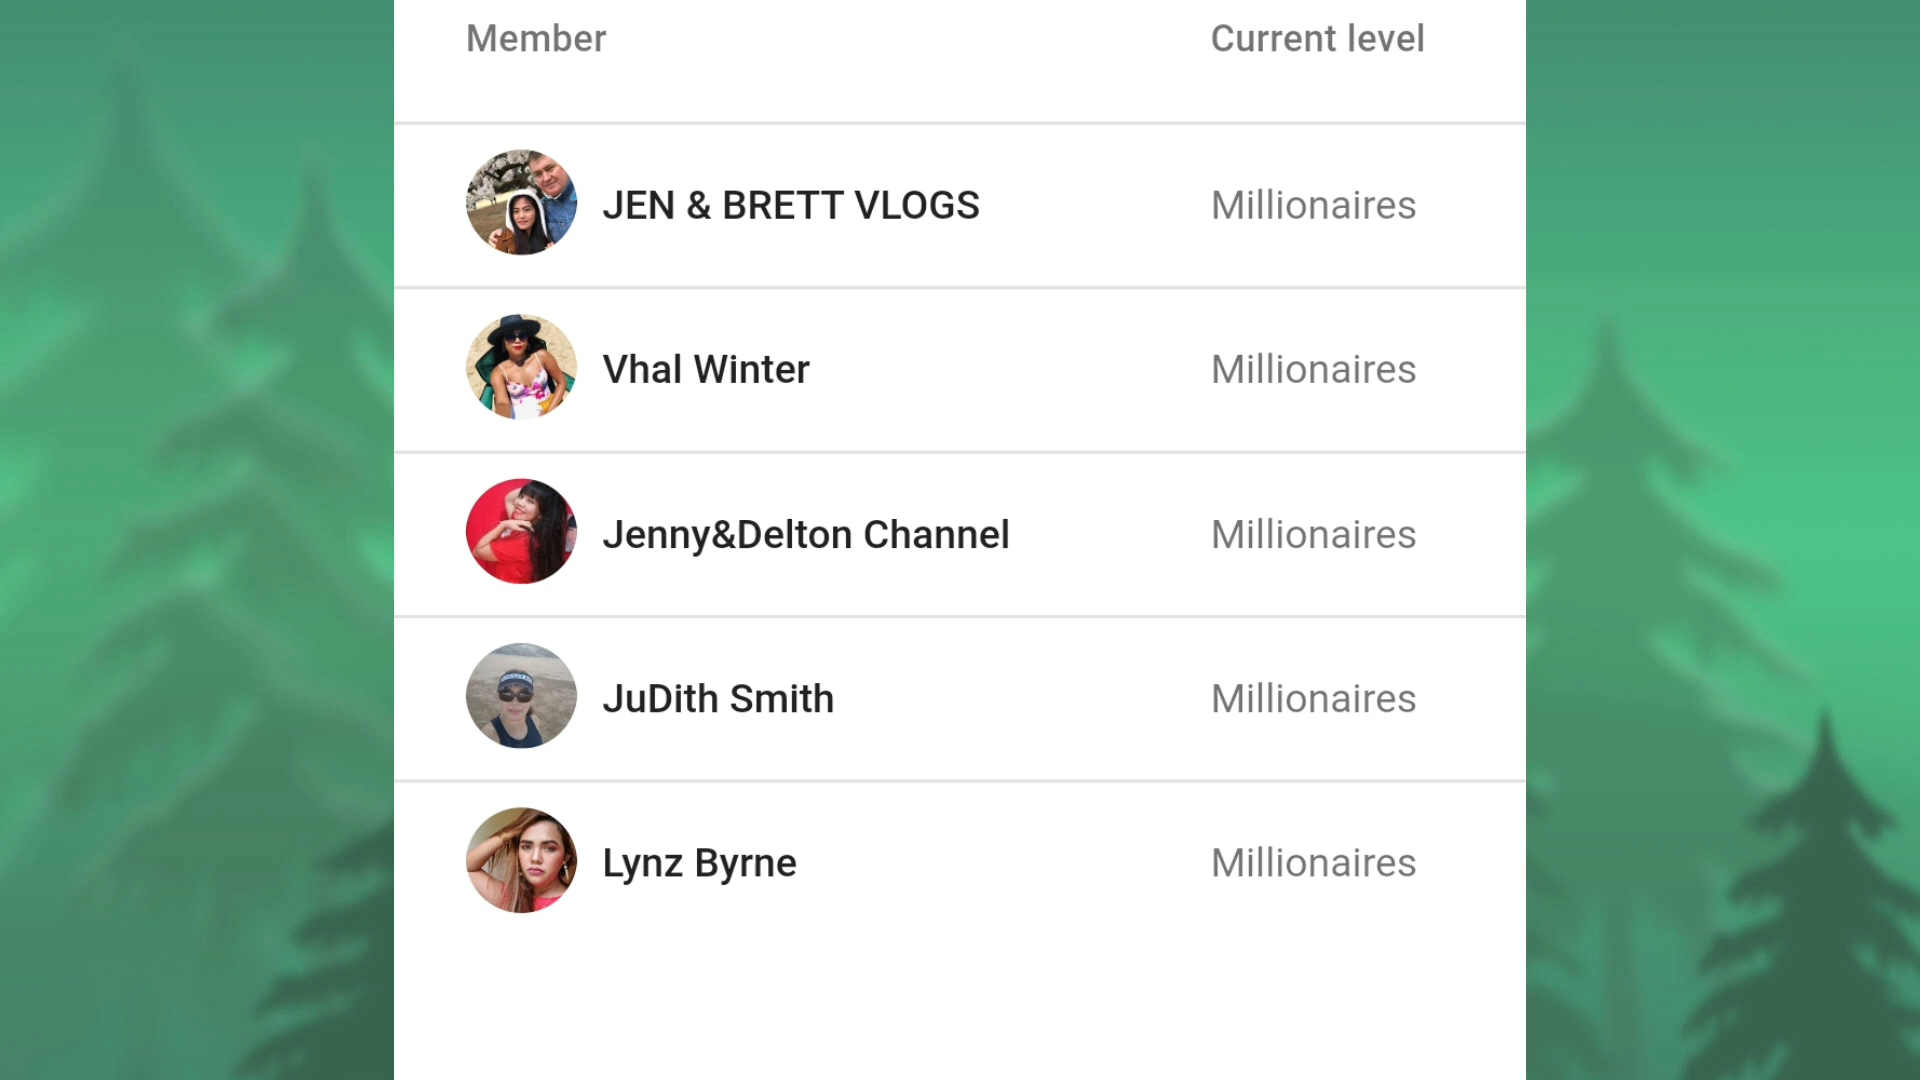 Member Current level
JEN & BRETT VLOGS Millionaires
Vhal Winter Millionaires
Jenny&Delton Channel Millionaires
JuDith Smith Millionaires
Lynz Byrne Millionaires